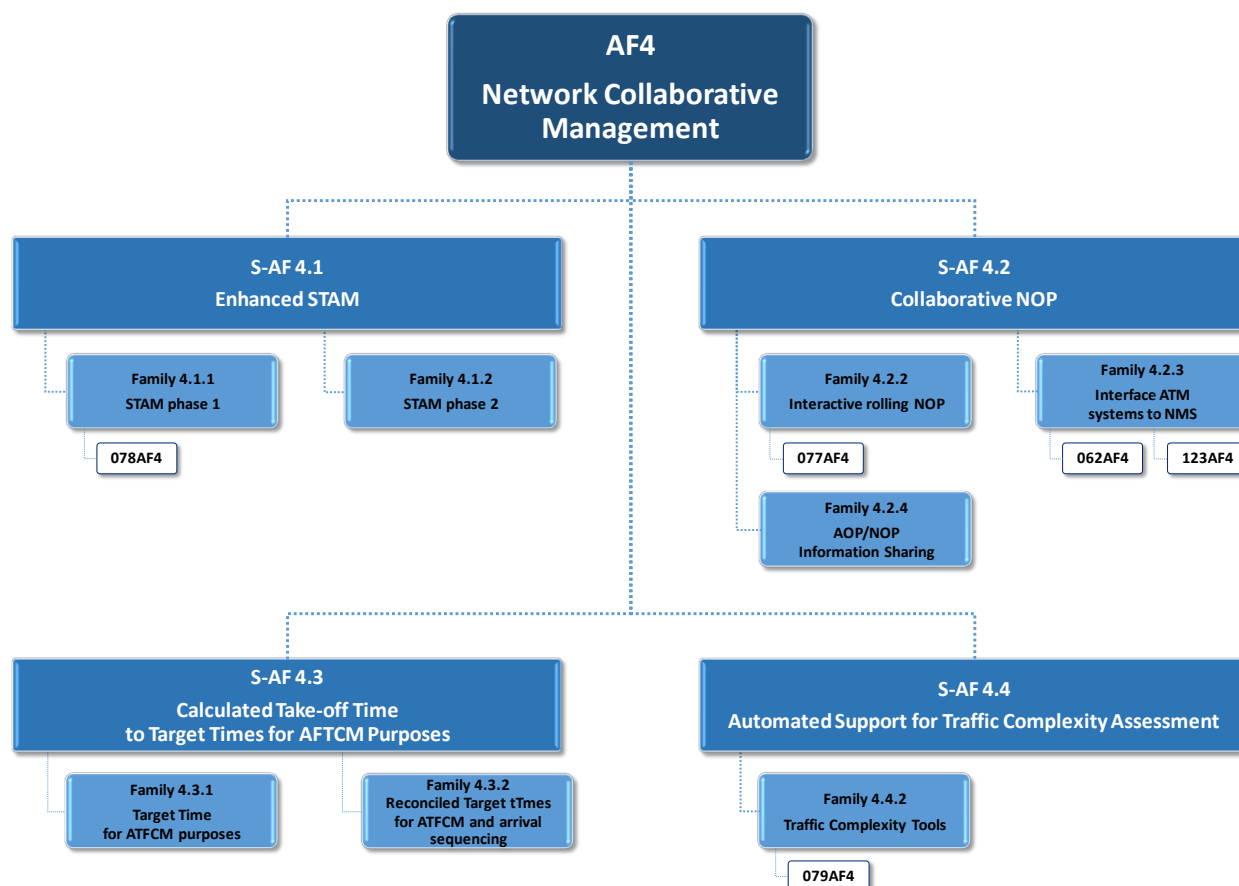 AF4
Network Collaborative
Management
S-AF 4.1
Enhanced STAM
S-AF 4.2
Collaborative NOP
Family 4.1.1
STAM phase 1
Family 4.1.2
STAM phase 2
078AF4
Family 4.2.2
Interactive rolling NOP
Family 4.2.3
Interface ATM
systems to NMS
077AF4
062AF4
123AF4
Family 4.2.4
AOP/NOP
Information Sharing
S-AF 4.3
Calculated Take-off Time
to Target Times for AFTCM Purposes
S-AF 4.4
Automated Support for Traffic Complexity Assessment
Family 4.3.1
Target Time
for ATFCM purposes
Family 4.3.2
Reconciled Target tTmes
for ATFCM and arrival
sequencing
Family 4.4.2
Traffic Complexity Tools
079AF4